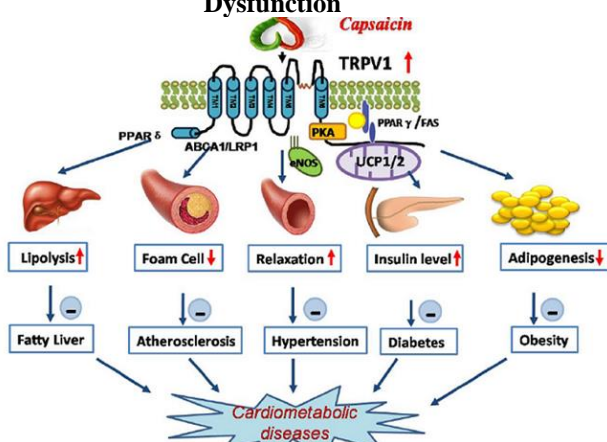 Dysfunction
Capsaicin
TRPV1
TM1
TM2
TM3
TM4
TM5
TM6
PPAR δ
ABCA1/LRP1
eNOS
PKA
PPAR γ /FAS
UCP1/2
Lipolysis
Foam Cell
Relaxation
Insulin level
Adipogenesis
Fatty Liver
Atherosclerosis
Hypertension
Diabetes
Obesity
Cardiometabolic
diseases